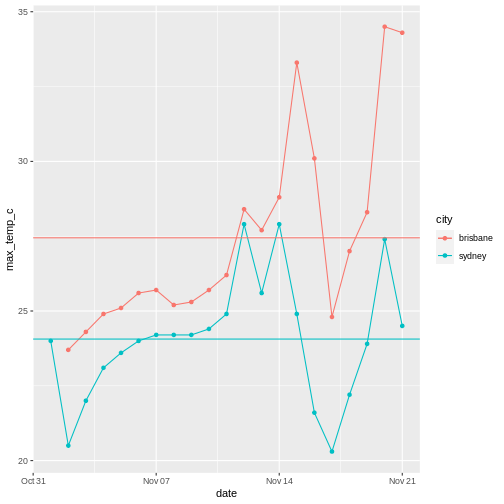 35
30
25
20
max_temp_c
Oct 31
Nov 07
Nov 14
Nov 21
date
city
brisbane
sydney